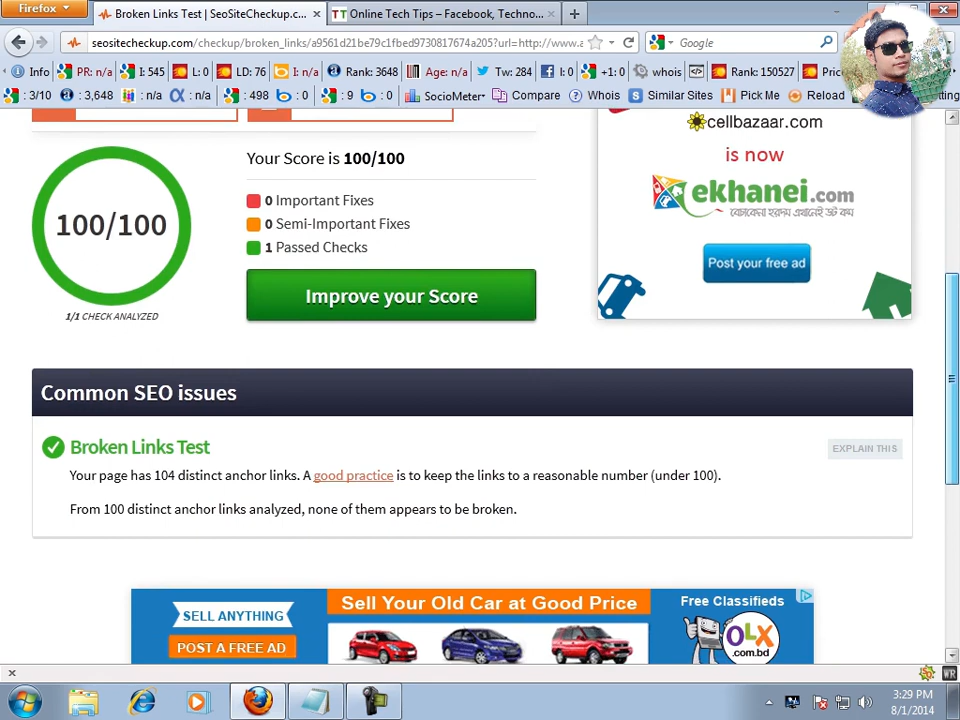 Firefox
Broken Links Test | SeoSiteCheckup.c...
Online Tech Tips – Facebook, Techno...
seositecheckup.com/checkup/broken_links/a9561d21be79c1fbed9730817674a205?url=http://www.a
Google
Info PR: n/a I: 545 L: 0 LD: 76 I: n/a Rank: 3648 Age: n/a Tw: 284 I: 0 +1: 0 whois Rank: 150527 Pric
: 3/10 : 3,648 : n/a : n/a : 498 : 0 : 9 : 0 SocioMeter Compare Whois Similar Sites Pick Me Reload
cellbazaar.com
is now
ekhanei.com
Post your free ad
100/100
1/1 CHECK ANALYZED
Your Score is 100/100
0 Important Fixes
0 Semi-Important Fixes
1 Passed Checks
Improve your Score
Common SEO issues
Broken Links Test
EXPLAIN THIS
Your page has 104 distinct anchor links. A good practice is to keep the links to a reasonable number (under 100).
From 100 distinct anchor links analyzed, none of them appears to be broken.
SELL ANYTHING
POST A FREE AD
Sell Your Old Car at Good Price
Free Classifieds
OLX
.com.bd
WR
3:29 PM
8/1/2014